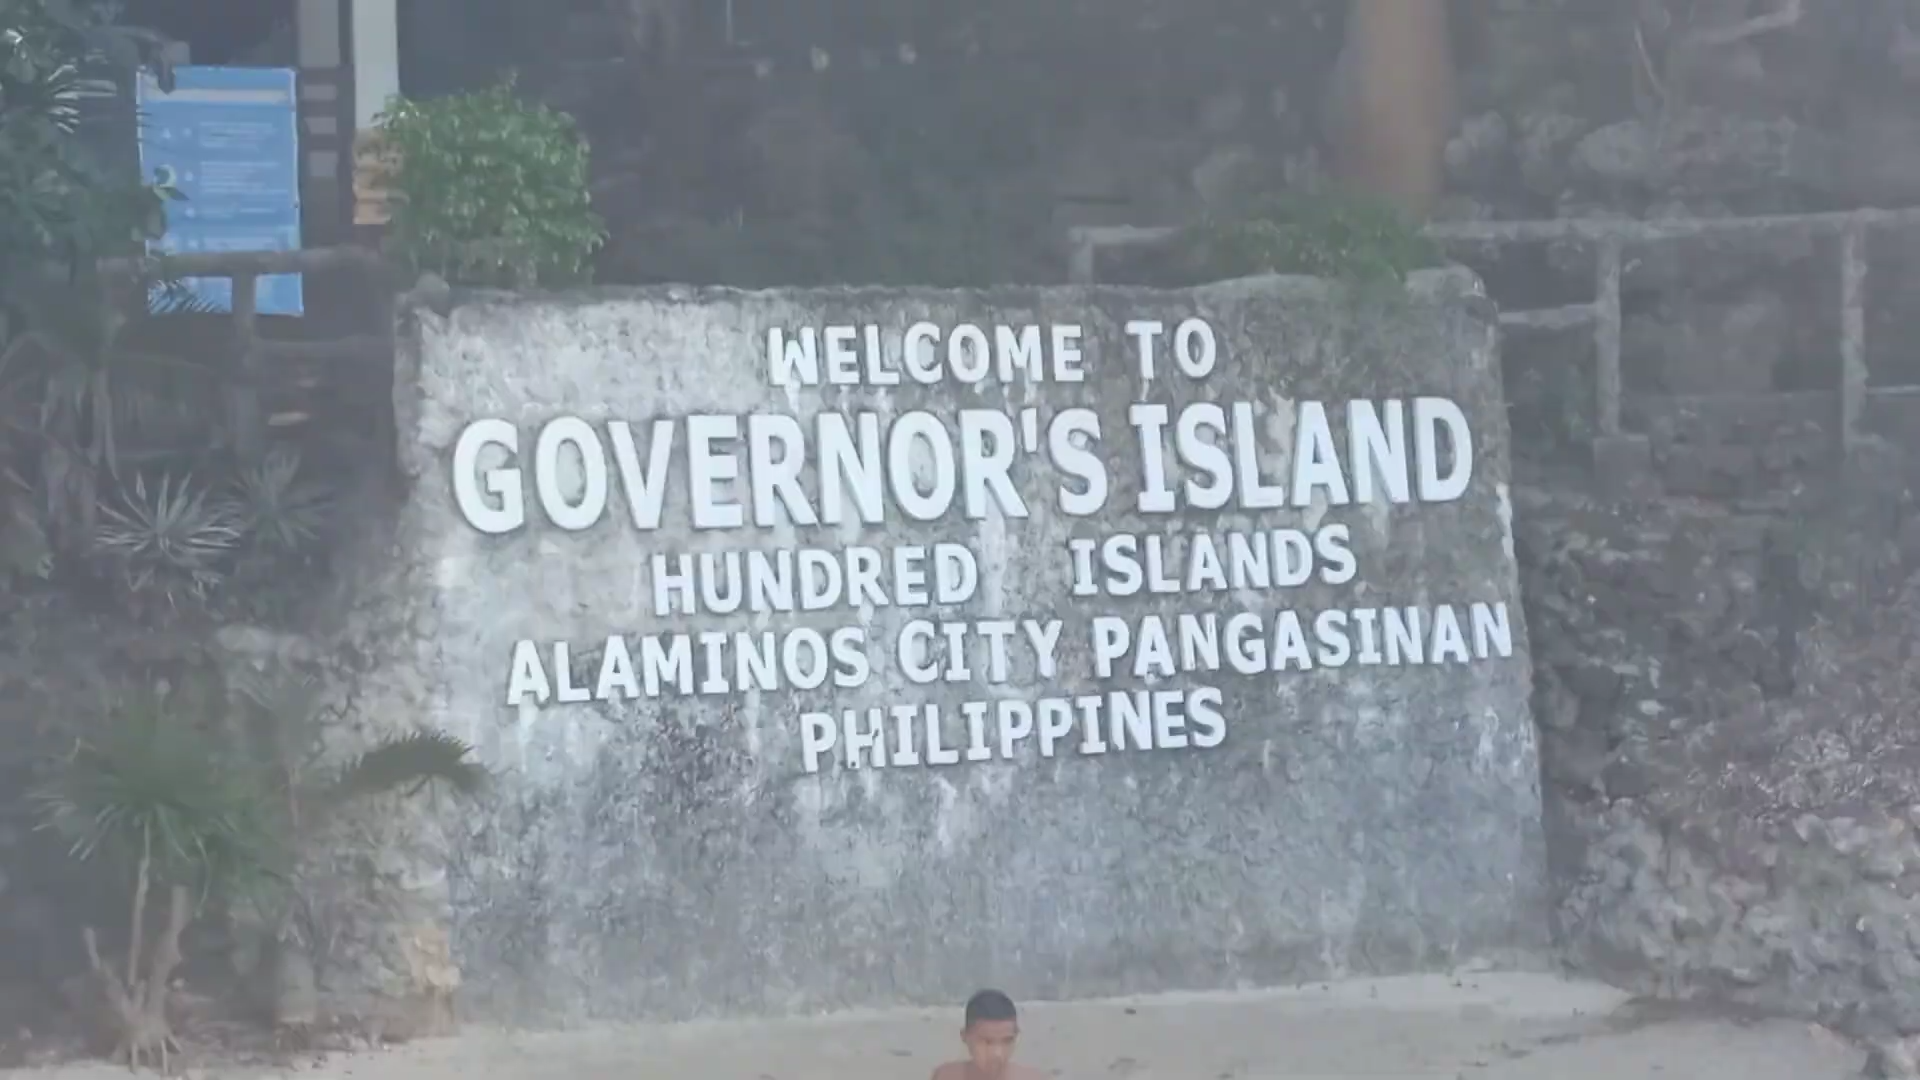 WELCOME TO
GOVERNOR'S ISLAND
HUNDRED ISLANDS
ALAMINOS CITY PANGASINAN
PHILIPPINES